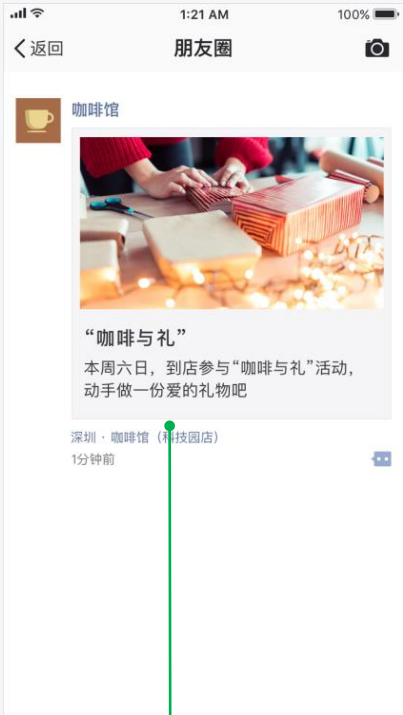 1:21 AM
100%
返回
朋友圈
咖啡馆
“咖啡与礼”
本周六日，到店参与“咖啡与礼”活动，
动手做一份爱的礼物吧
深圳 · 咖啡馆（科技园店）
1分钟前